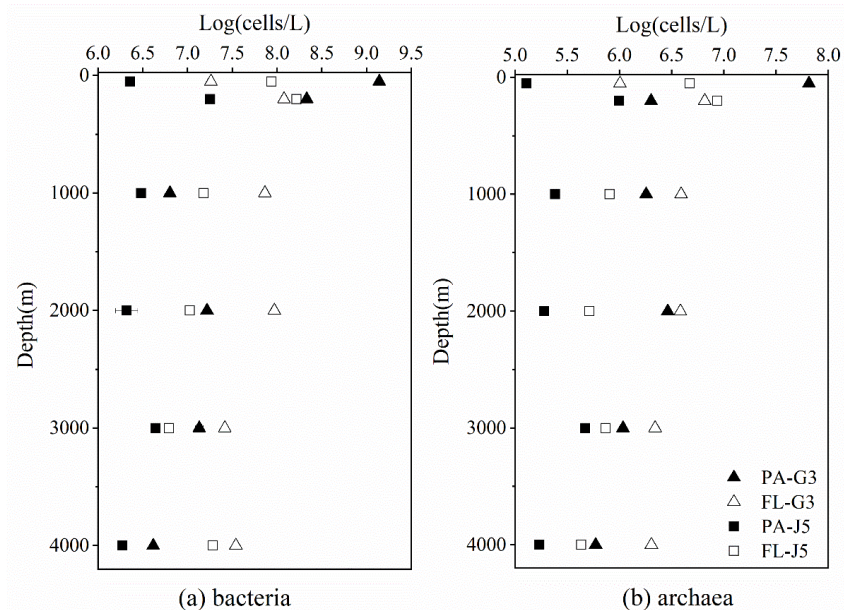 Log(cells/L)
6.0 6.5 7.0 7.5 8.0 8.5 9.0 9.5
0
1000
2000
3000
4000
Depth(m)
(a) bacteria
Log(cells/L)
5.0 5.5 6.0 6.5 7.0 7.5 8.0
0
1000
2000
3000
4000
Depth(m)
PA-G3
FL-G3
PA-J5
FL-J5
(b) archaea